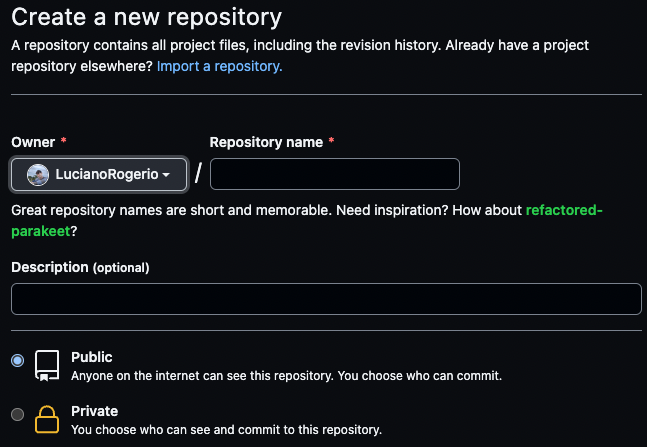 Create a new repository
A repository contains all project files, including the revision history. Already have a project
repository elsewhere? Import a repository.
Owner * Repository name *
LucianoRogerio /
Great repository names are short and memorable. Need inspiration? How about refactored-
parakeet?
Description (optional)
Public
Anyone on the internet can see this repository. You choose who can commit.
Private
You choose who can see and commit to this repository.